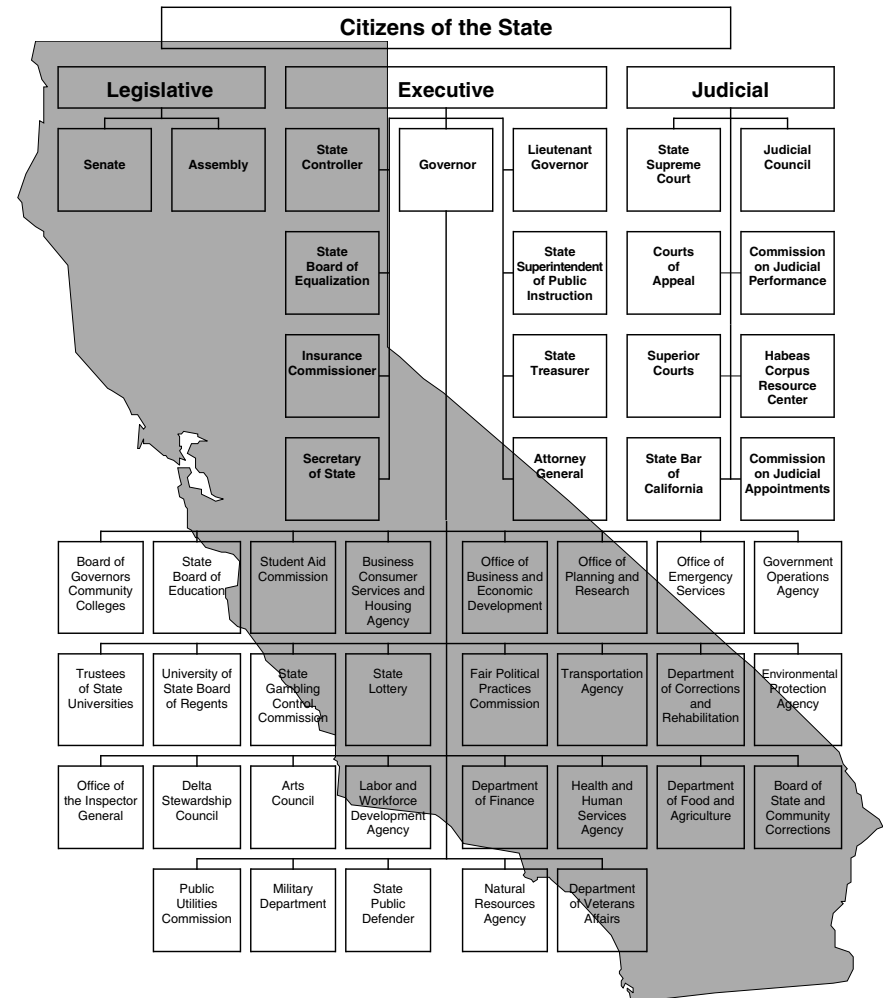 Citizens of the State
Legislative
Executive
Judicial
Senate
Assembly
State
Controller
Governor
Lieutenant
Governor
State
Supreme
Court
Judicial
Council
State
Board of
Equalization
State
Superintendent
of Public
Instruction
Courts
of
Appeal
Commission
on Judicial
Performance
Insurance
Commissioner
State
Treasurer
Superior
Courts
Habeas
Corpus
Resource
Center
Secretary
of State
Attorney
General
State Bar
of
California
Commission
on Judicial
Appointments
Board of
Governors
Community
Colleges
State
Board of
Education
Student Aid
Commission
Business
Consumer
Services and
Housing
Agency
Office of
Business and
Economic
Development
Office of
Planning and
Research
Office of
Emergency
Services
Government
Operations
Agency
Trustees
of State
Universities
University of
State Board
of Regents
State
Gambling
Control
Commission
State
Lottery
Fair Political
Practices
Commission
Transportation
Agency
Department
of Corrections
and
Rehabilitation
Environmental
Protection
Agency
Office of
the Inspector
General
Delta
Stewardship
Council
Arts
Council
Labor and
Workforce
Development
Agency
Department
of Finance
Health and
Human
Services
Agency
Department
of Food and
Agriculture
Board of
State and
Community
Corrections
Public
Utilities
Commission
Military
Department
State
Public
Defender
Natural
Resources
Agency
Department
of Veterans
Affairs